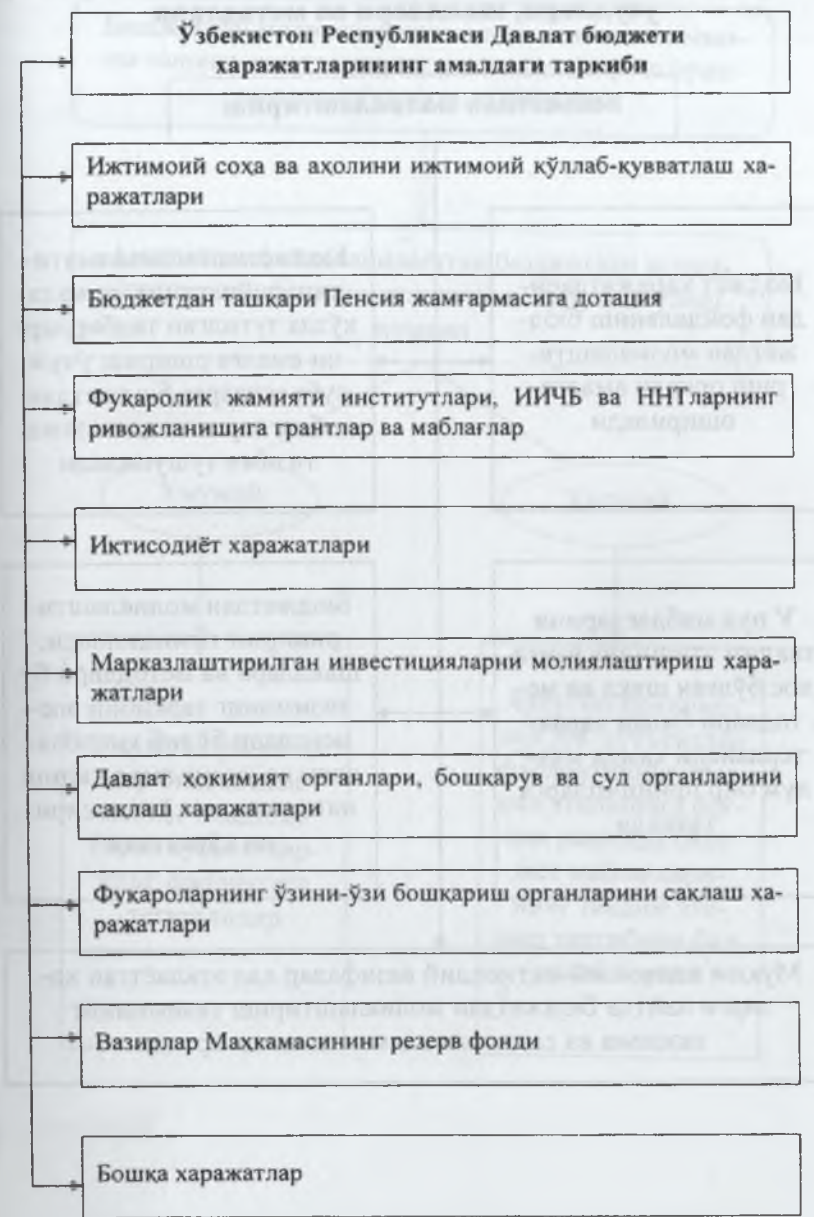 Ўзбекистон Республикаси Давлат бюджети
харажатларининг амалдаги таркиби
Ижтимоий соҳа ва аҳолини ижтимоий қўллаб-қувватлаш ха-
ражатлари
Бюджетдан ташқари Пенсия жамғармасига дотация
Фуқаролик жамияти институтлари, ИИЧБ ва ННТларнинг
ривожланишига грантлар ва маблағлар
Иқтисодиёт харажатлари
Марказлаштирилган инвестицияларни молиялаштириш хара-
жатлари
Давлат ҳокимият органлари, бошқарув ва суд органларини
сақлаш харажатлари
Фуқароларнинг ўзини-ўзи бошқариш органларини сақлаш ха-
ражатлари
Вазирлар Маҳкамасининг резерв фонди
Бошқа харажатлар